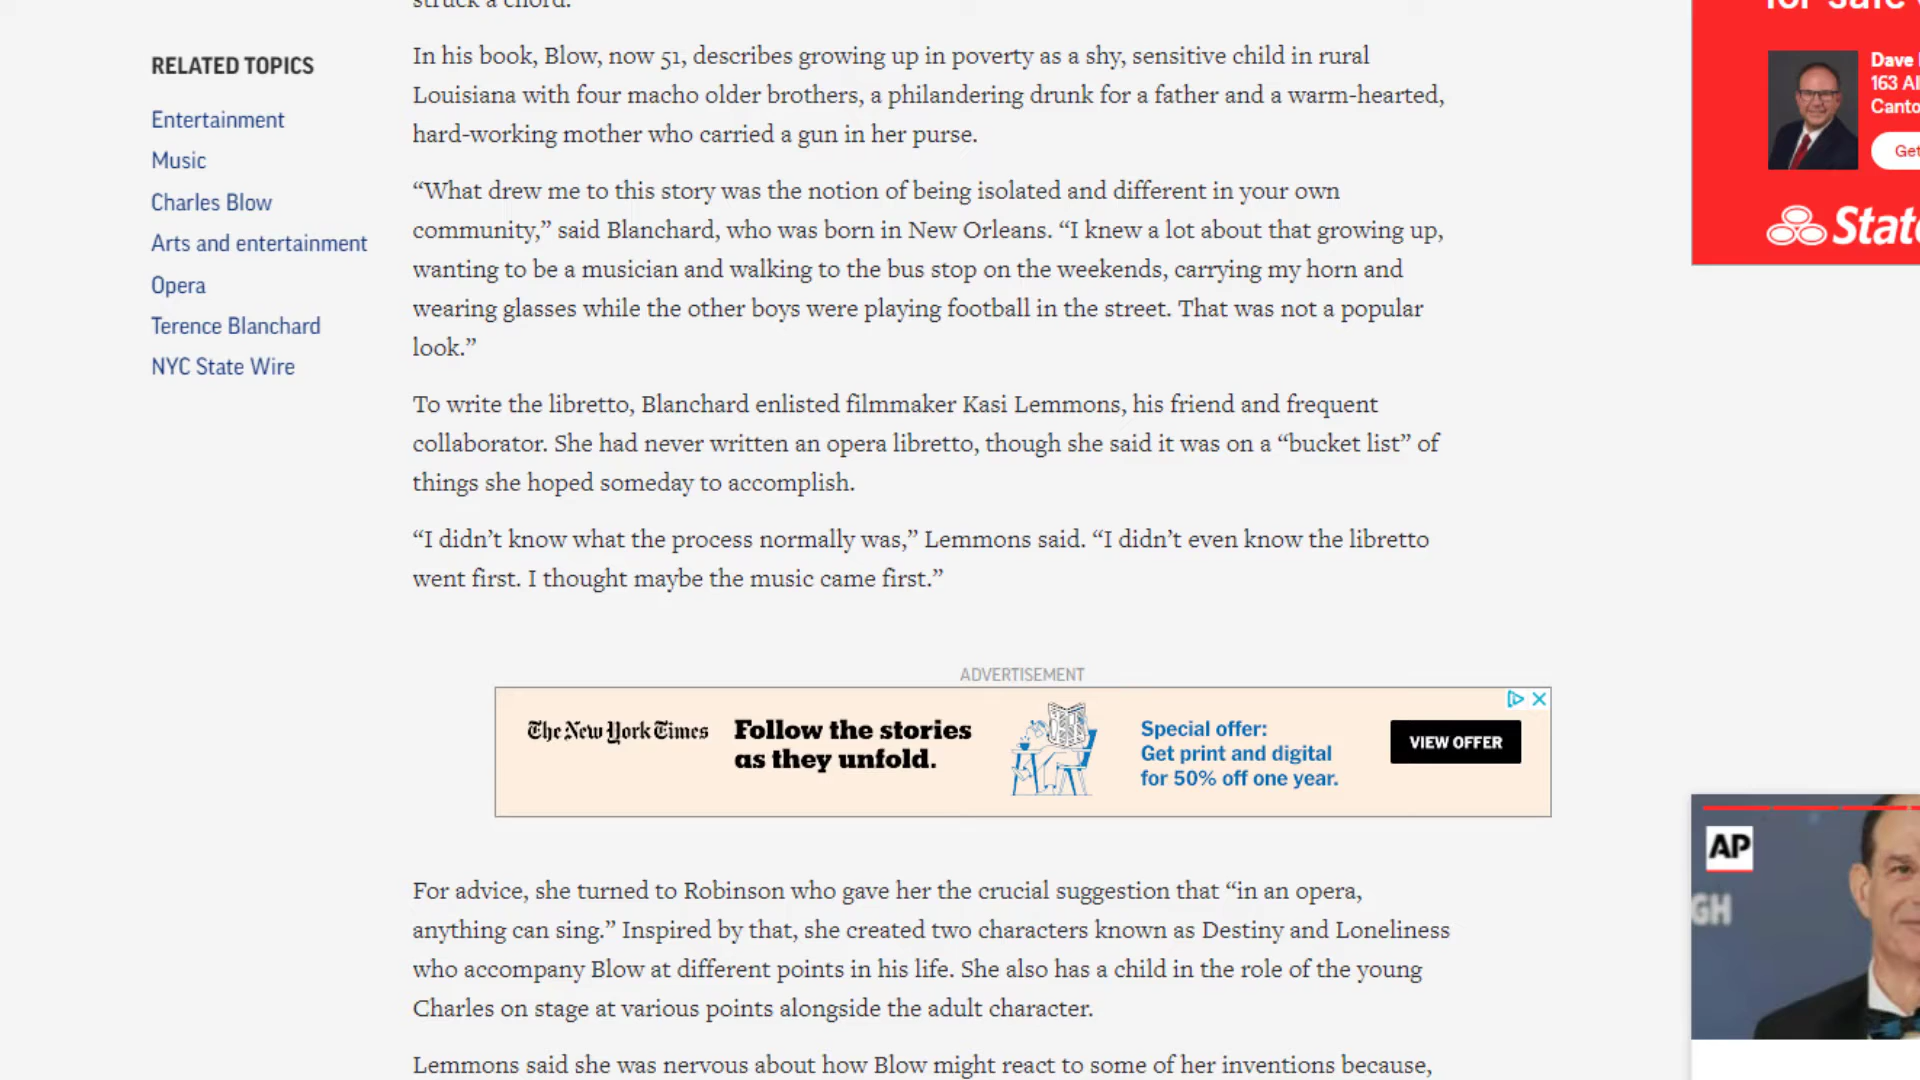 struck a chord.
RELATED TOPICS
Entertainment
Music
Charles Blow
Arts and entertainment
Opera
Terence Blanchard
NYC State Wire
In his book, Blow, now 51, describes growing up in poverty as a shy, sensitive child in rural
Louisiana with four macho older brothers, a philandering drunk for a father and a warm-hearted,
hard-working mother who carried a gun in her purse.
“What drew me to this story was the notion of being isolated and different in your own
community,” said Blanchard, who was born in New Orleans. “I knew a lot about that growing up,
wanting to be a musician and walking to the bus stop on the weekends, carrying my horn and
wearing glasses while the other boys were playing football in the street. That was not a popular
look.”
To write the libretto, Blanchard enlisted filmmaker Kasi Lemmons, his friend and frequent
collaborator. She had never written an opera libretto, though she said it was on a “bucket list” of
things she hoped someday to accomplish.
“I didn’t know what the process normally was,” Lemmons said. “I didn’t even know the libretto
went first. I thought maybe the music came first.”
ADVERTISEMENT
The New York Times
Follow the stories
as they unfold.
Special offer:
Get print and digital
for 50% off one year.
VIEW OFFER
For advice, she turned to Robinson who gave her the crucial suggestion that “in an opera,
anything can sing.” Inspired by that, she created two characters known as Destiny and Loneliness
who accompany Blow at different points in his life. She also has a child in the role of the young
Charles on stage at various points alongside the adult character.
Lemmons said she was nervous about how Blow might react to some of her inventions because,
for safe
Dave
163 Al
Canto
Get
State
AP
GH